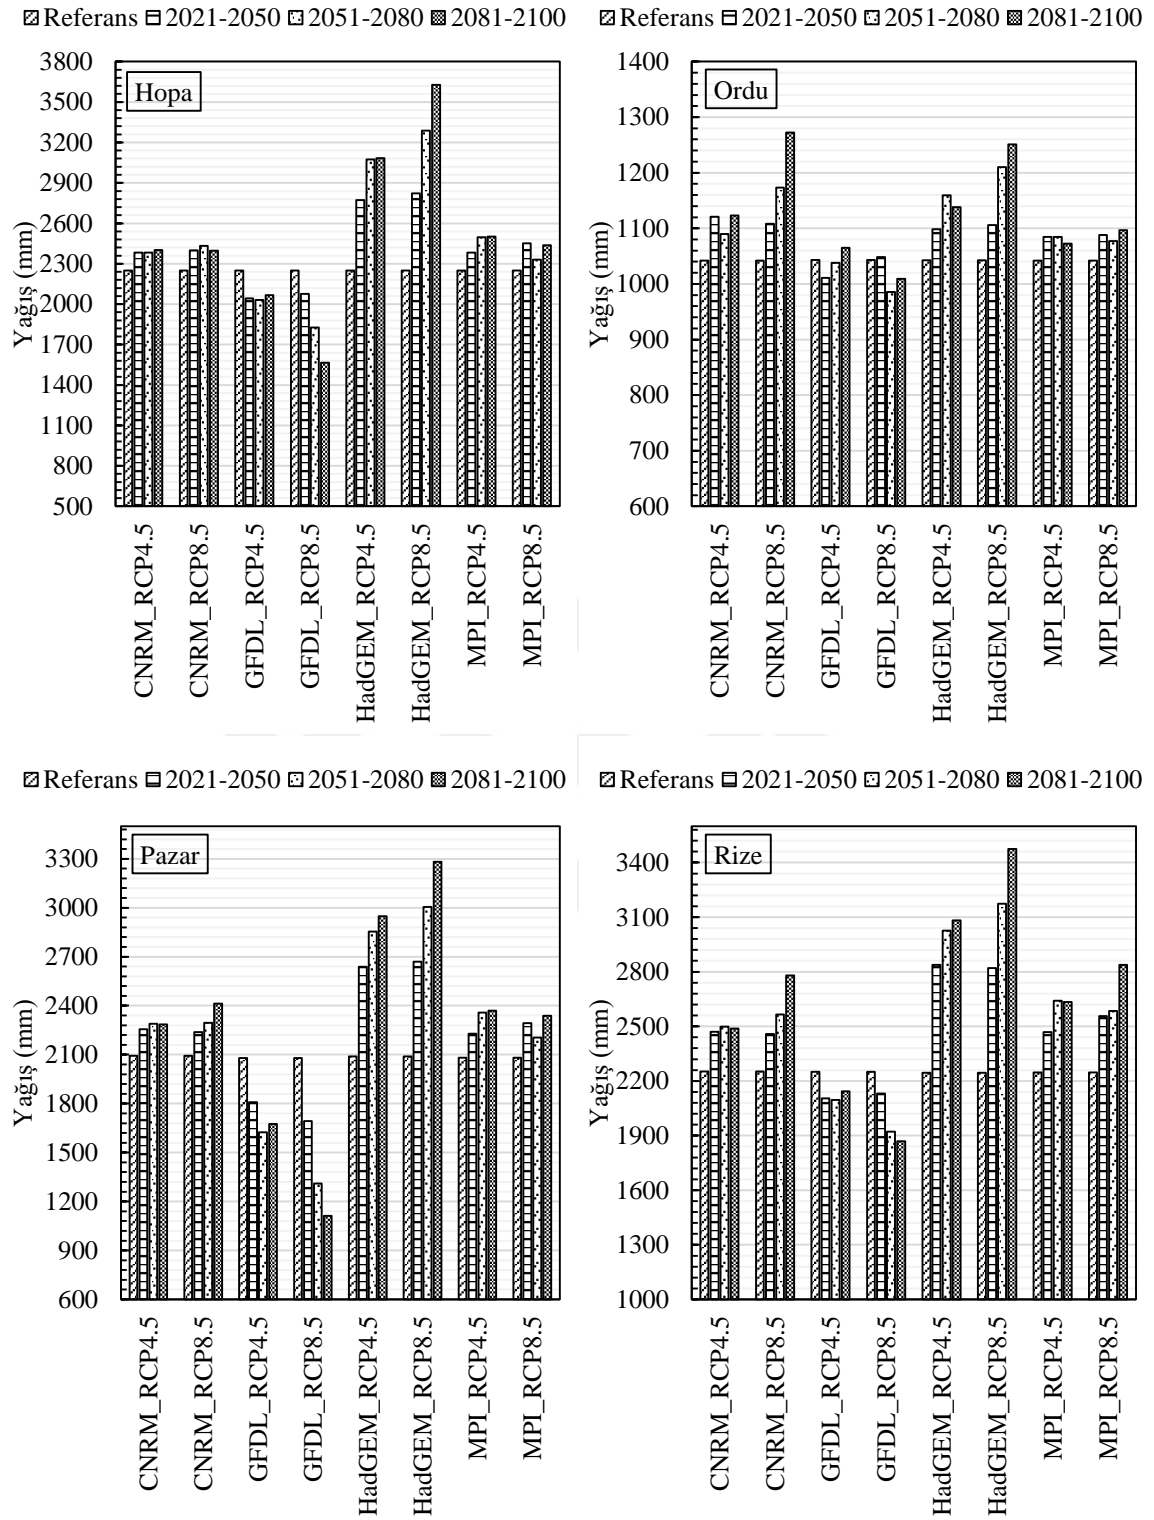 Referans 2021-2050 2051-2080 2081-2100
Hopa
Yağış (mm)
3800
3500
3200
2900
2600
2300
2000
1700
1400
1100
800
500
CNRM_RCP4.5
CNRM_RCP8.5
GFDL_RCP4.5
GFDL_RCP8.5
HadGEM_RCP4.5
HadGEM_RCP8.5
MPI_RCP4.5
MPI_RCP8.5
Referans 2021-2050 2051-2080 2081-2100
Ordu
Yağış (mm)
1400
1300
1200
1100
1000
900
800
700
600
CNRM_RCP4.5
CNRM_RCP8.5
GFDL_RCP4.5
GFDL_RCP8.5
HadGEM_RCP4.5
HadGEM_RCP8.5
MPI_RCP4.5
MPI_RCP8.5
Referans 2021-2050 2051-2080 2081-2100
Pazar
Yağış (mm)
3300
3000
2700
2400
2100
1800
1500
1200
900
600
CNRM_RCP4.5
CNRM_RCP8.5
GFDL_RCP4.5
GFDL_RCP8.5
HadGEM_RCP4.5
HadGEM_RCP8.5
MPI_RCP4.5
MPI_RCP8.5
Referans 2021-2050 2051-2080 2081-2100
Rize
Yağış (mm)
3400
3100
2800
2500
2200
1900
1600
1300
1000
CNRM_RCP4.5
CNRM_RCP8.5
GFDL_RCP4.5
GFDL_RCP8.5
HadGEM_RCP4.5
HadGEM_RCP8.5
MPI_RCP4.5
MPI_RCP8.5